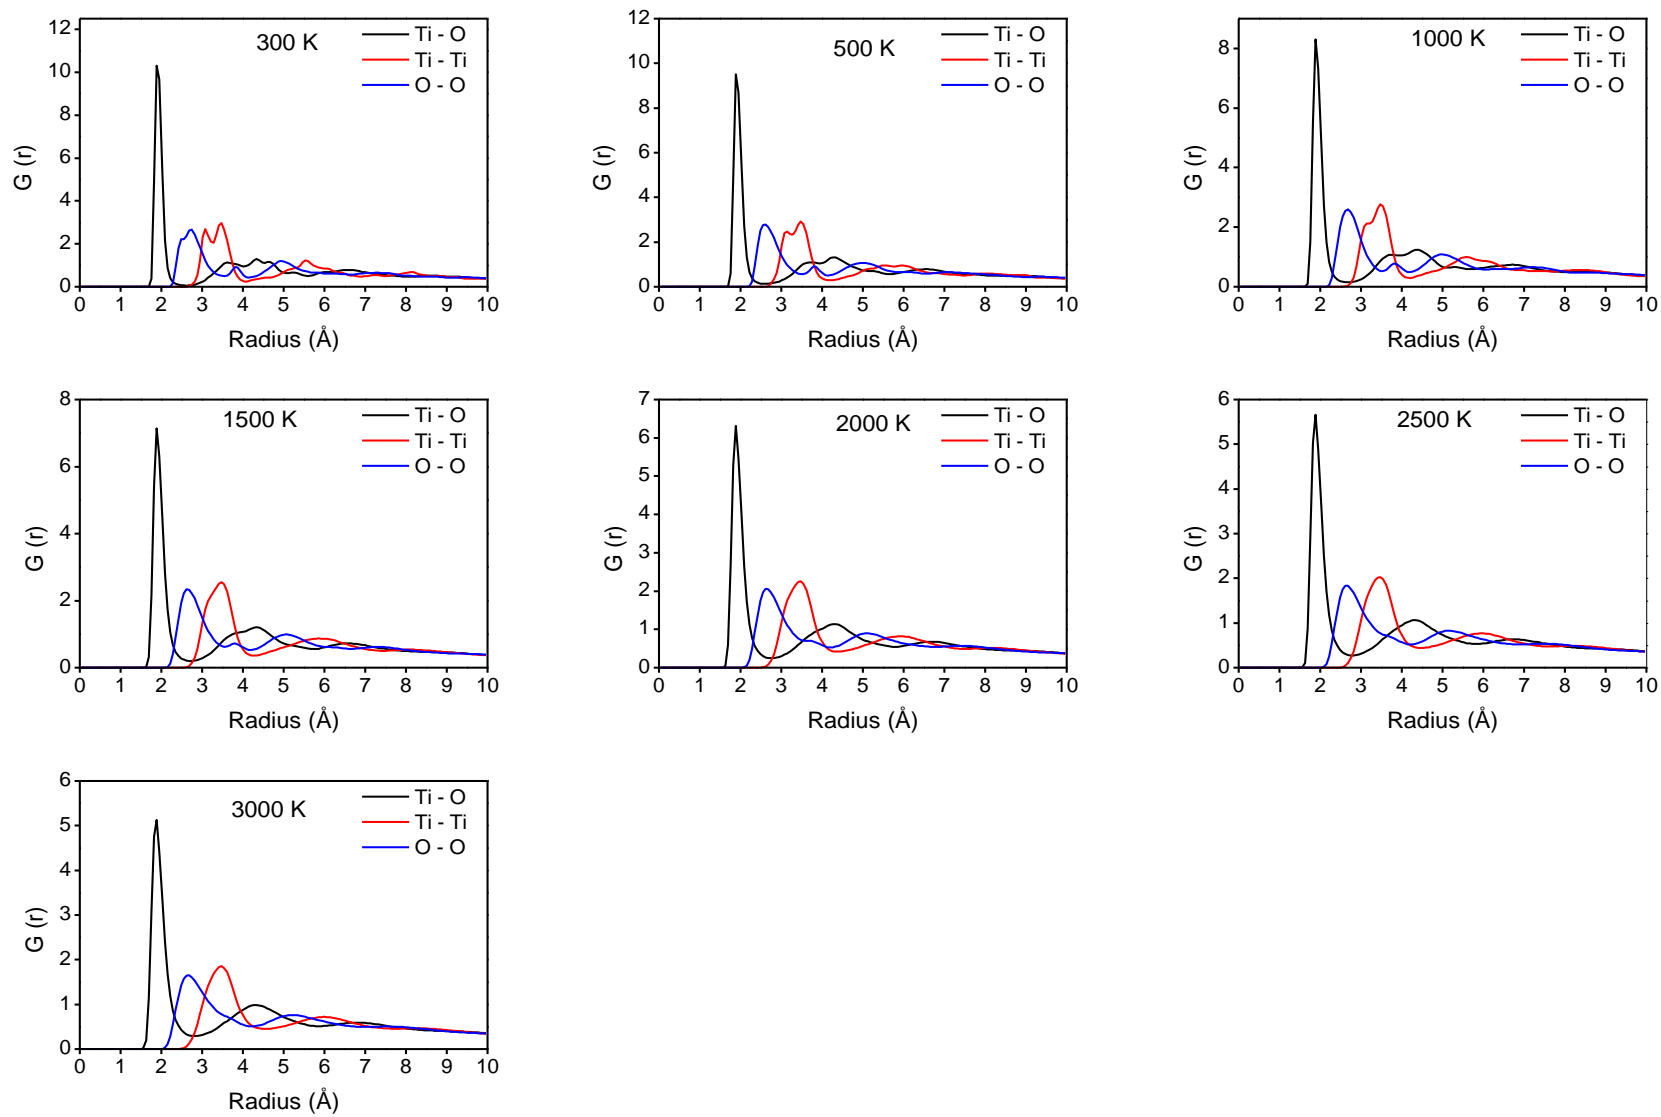 300 K
Ti - O
Ti - Ti
O - O
12
10
8
6
4
2
0
G (r)
0 1 2 3 4 5 6 7 8 9 10
Radius (Å)
500 K
Ti - O
Ti - Ti
O - O
12
10
8
6
4
2
0
G (r)
0 1 2 3 4 5 6 7 8 9 10
Radius (Å)
1000 K
Ti - O
Ti - Ti
O - O
8
6
4
2
0
G (r)
0 1 2 3 4 5 6 7 8 9 10
Radius (Å)
1500 K
Ti - O
Ti - Ti
O - O
8
6
4
2
0
G (r)
0 1 2 3 4 5 6 7 8 9 10
Radius (Å)
2000 K
Ti - O
Ti - Ti
O - O
7
6
5
4
3
2
1
0
G (r)
0 1 2 3 4 5 6 7 8 9 10
Radius (Å)
2500 K
Ti - O
Ti - Ti
O - O
6
5
4
3
2
1
0
G (r)
0 1 2 3 4 5 6 7 8 9 10
Radius (Å)
3000 K
Ti - O
Ti - Ti
O - O
6
5
4
3
2
1
0
G (r)
0 1 2 3 4 5 6 7 8 9 10
Radius (Å)